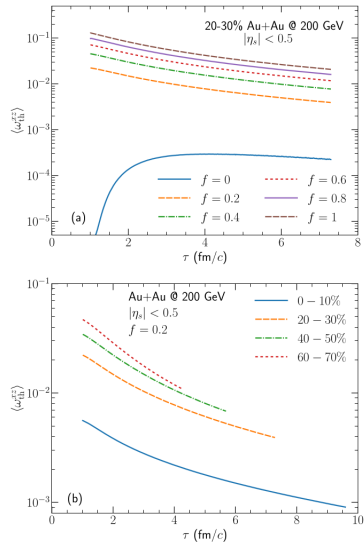 20-30% Au+Au @ 200 GeV
|η_s| < 0.5
10⁻¹
10⁻²
10⁻³
10⁻⁴
10⁻⁵
⟨ω_th^{xz}⟩
f = 0
f = 0.2
f = 0.4
f = 0.6
f = 0.8
f = 1
(a)
0 2 4 6 8
τ (fm/c)
Au+Au @ 200 GeV
|η_s| < 0.5
f = 0.2
0 − 10%
20 − 30%
40 − 50%
60 − 70%
10⁻¹
10⁻²
10⁻³
⟨ω_th^{xz}⟩
(b)
0 2 4 6 8 10
τ (fm/c)